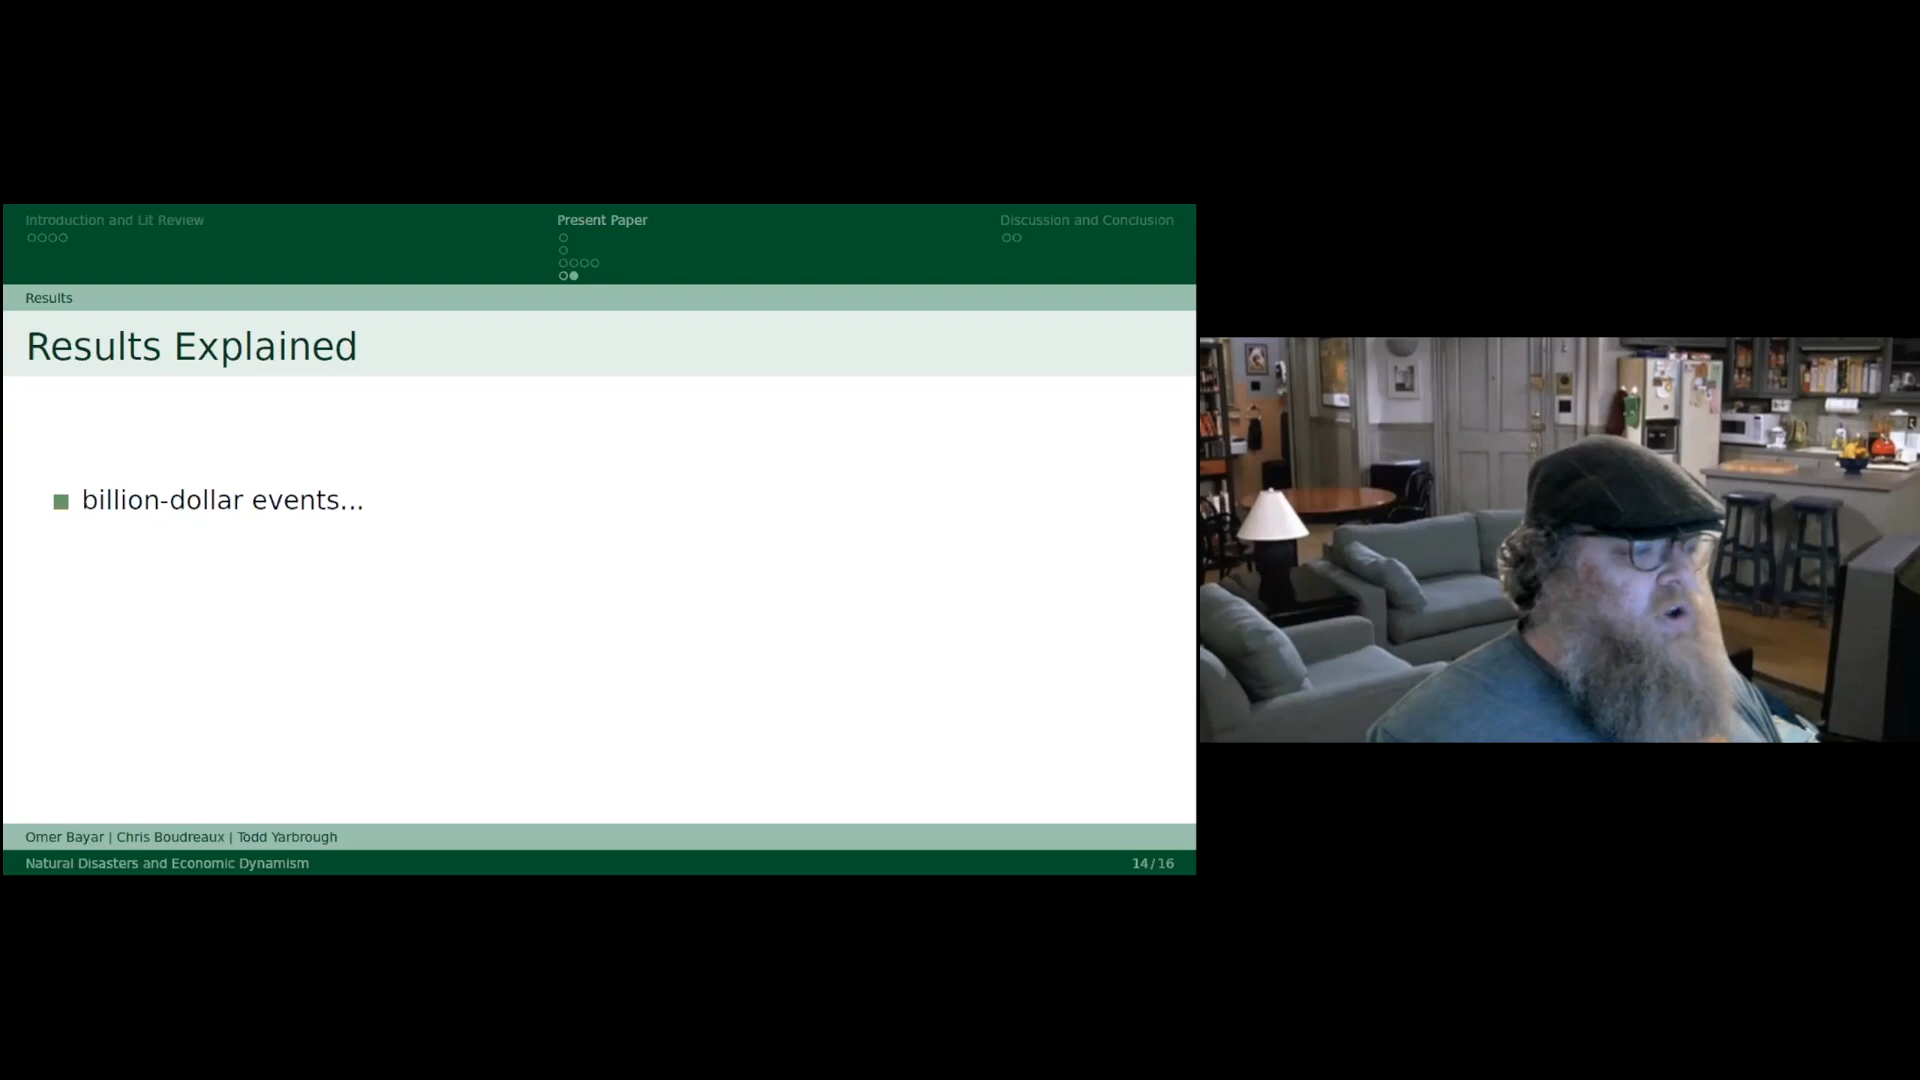 Introduction and Lit Review
Present Paper
Discussion and Conclusion
Results
Results Explained
billion-dollar events...
Omer Bayar | Chris Boudreaux | Todd Yarbrough
Natural Disasters and Economic Dynamism
14/16